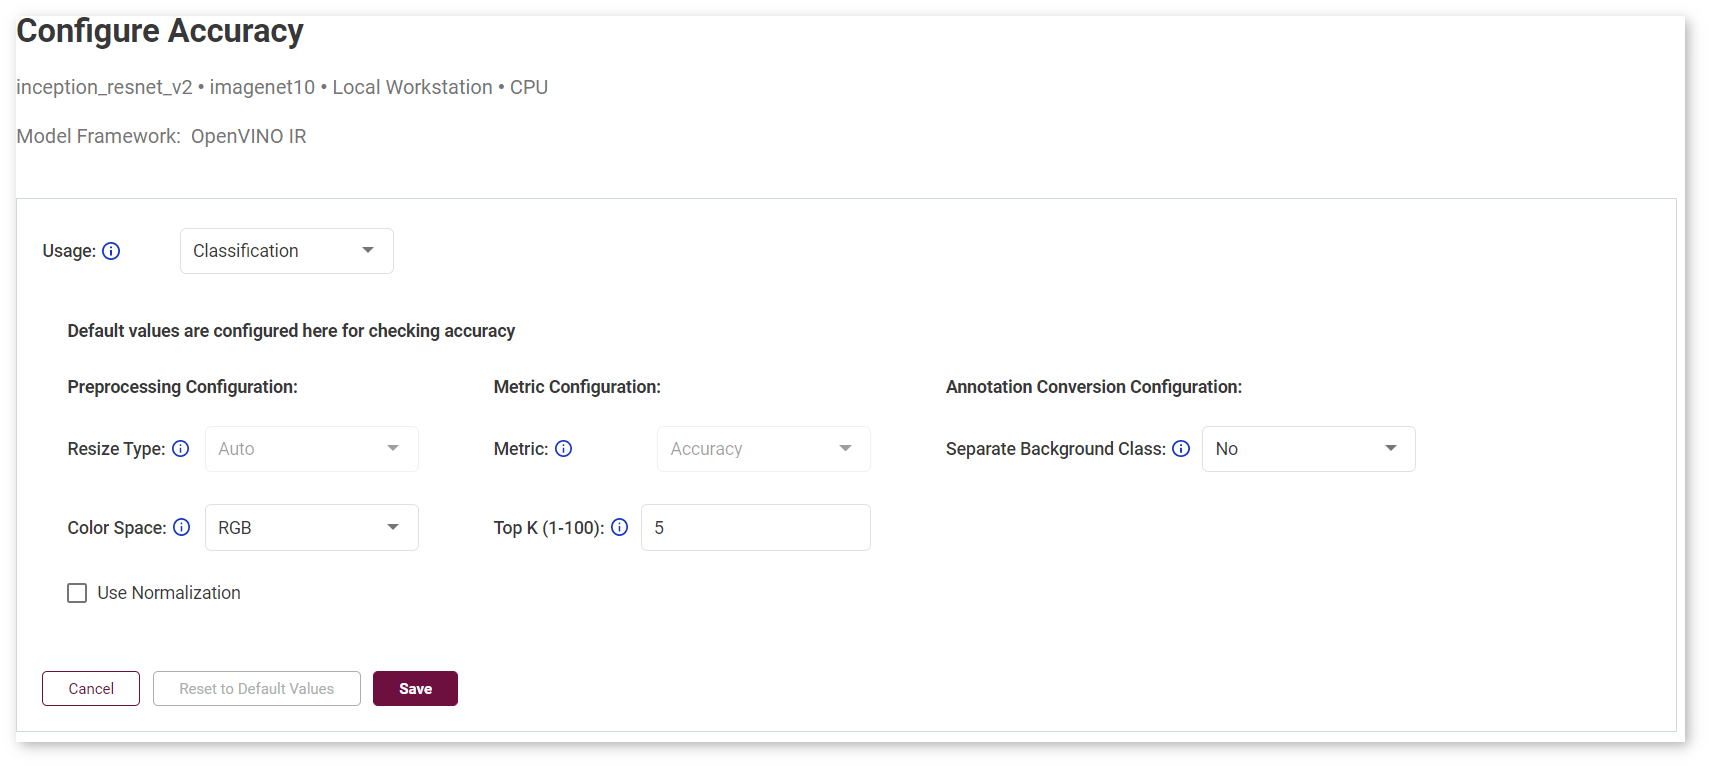 Configure Accuracy
inception_resnet_v2 • imagenet10 • Local Workstation • CPU
Model Framework: OpenVINO IR
Usage: Classification
Default values are configured here for checking accuracy
Preprocessing Configuration: Metric Configuration: Annotation Conversion Configuration:
Resize Type: Auto Metric: Accuracy Separate Background Class: No
Color Space: RGB Top K (1-100): 5
Use Normalization
Cancel Reset to Default Values Save